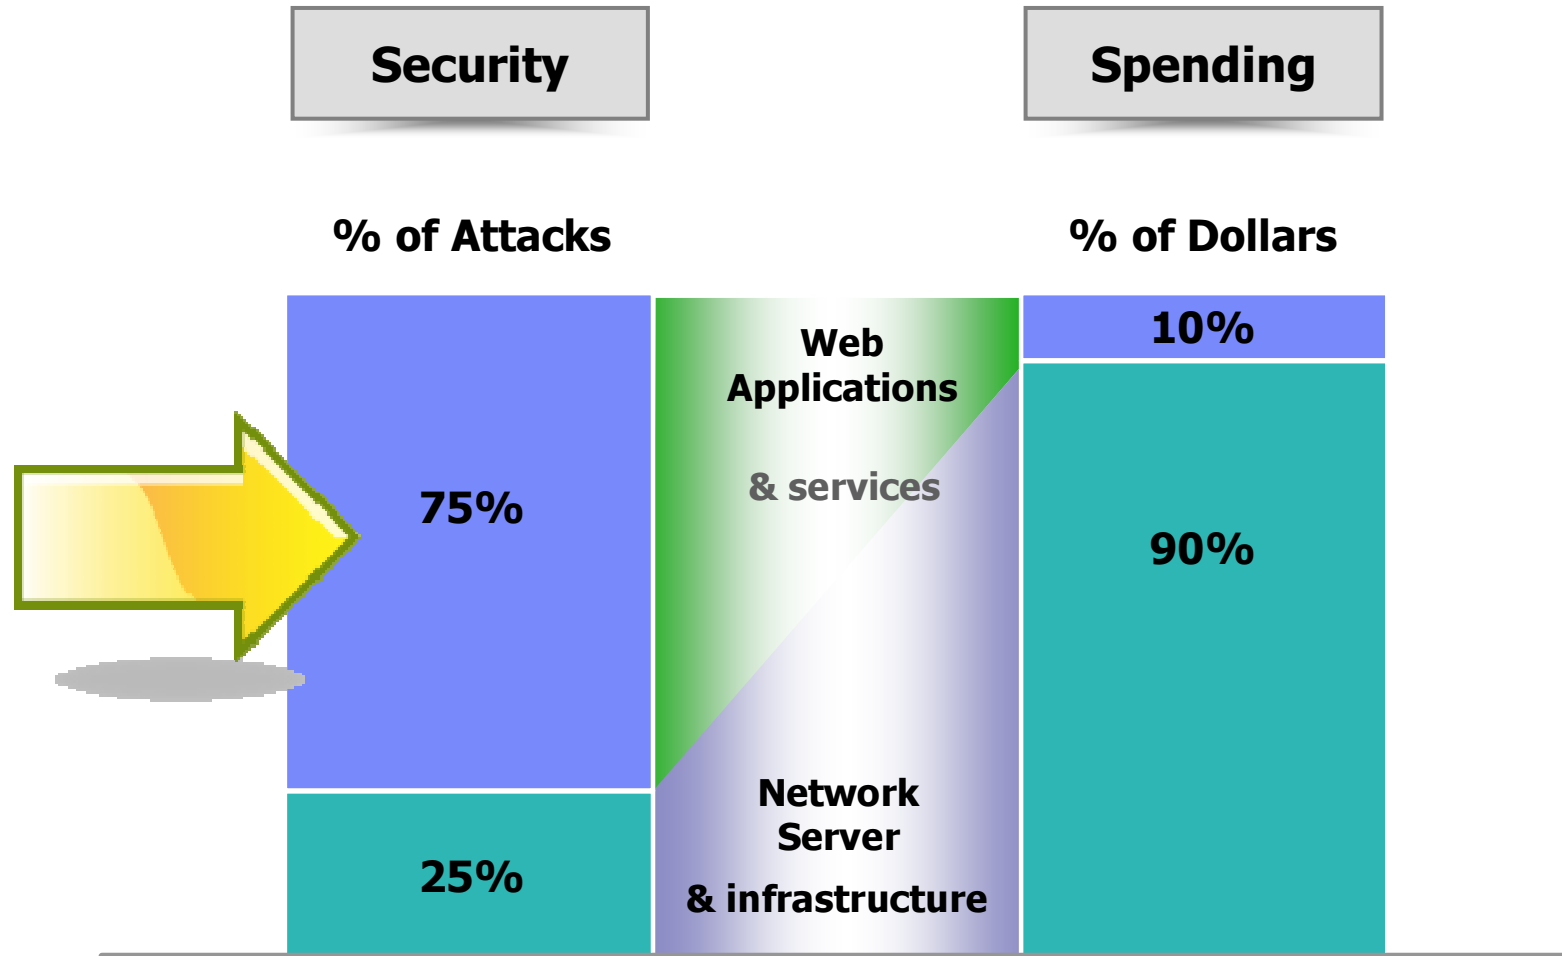 Security
Spending
% of Attacks
% of Dollars
75%
25%
Web
Applications
& services
Network
Server
& infrastructure
10%
90%